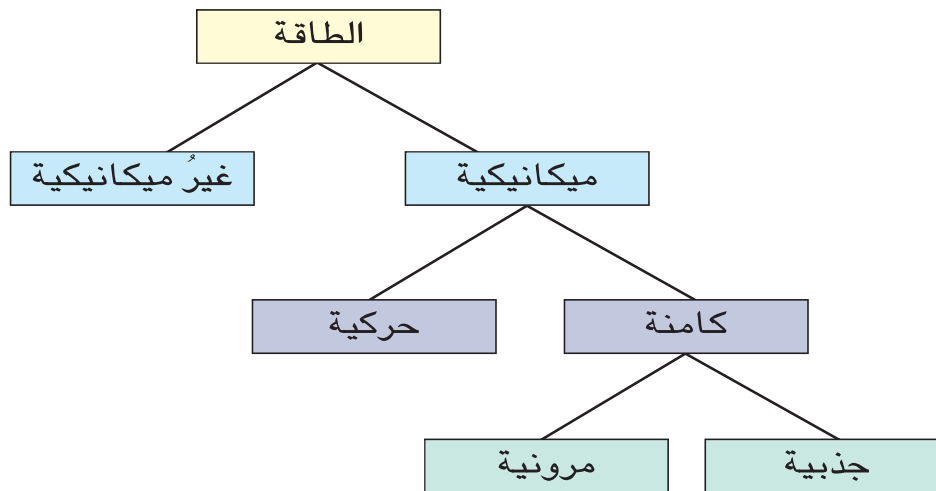 الطاقة
ميكانيكية
غيرُ ميكانيكية
كامنة
حركية
جذبية
مرونية